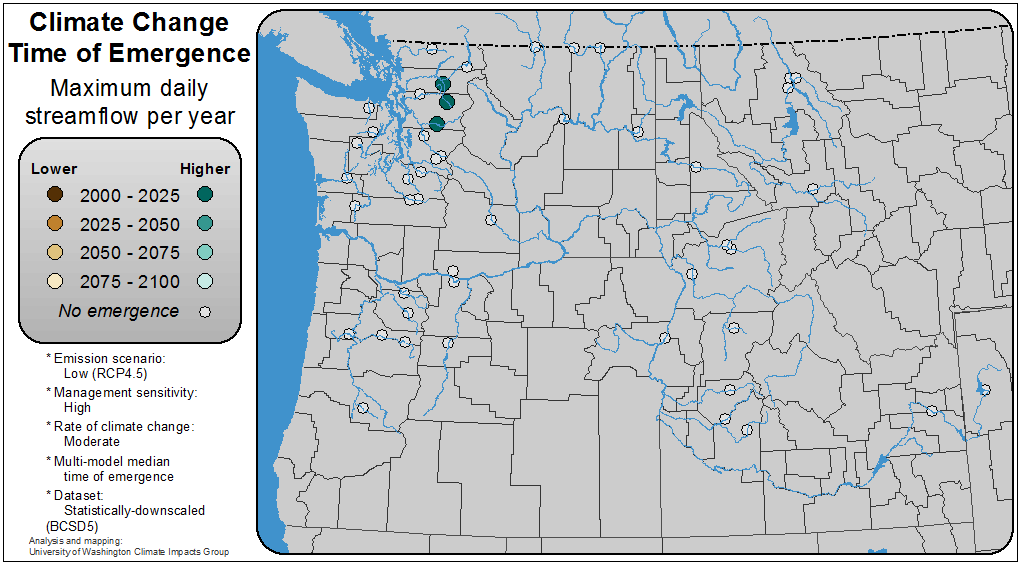 Climate Change
Time of Emergence
Maximum daily
streamflow per year
Lower Higher
2000 - 2025
2025 - 2050
2050 - 2075
2075 - 2100
No emergence
* Emission scenario:
Low (RCP4.5)
* Management sensitivity:
High
* Rate of climate change:
Moderate
* Multi-model median
time of emergence
* Dataset:
Statistically-downscaled
(BCSD5)
Analysis and mapping:
University of Washington Climate Impacts Group